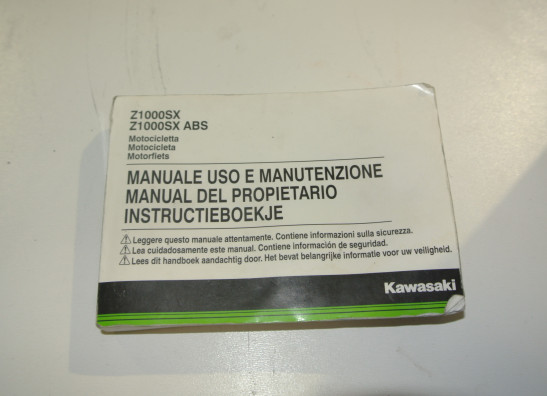 Z1000SX
Z1000SX ABS
Motocicletta
Motocicleta
Motorfiets
MANUALE USO E MANUTENZIONE
MANUAL DEL PROPIETARIO
INSTRUCTIEBOEKJE
Leggere questo manuale attentamente. Contiene informazioni sulla sicurezza.
Lea cuidadosamente este manual. Contiene información de seguridad.
Lees dit handboek aandachtig door. Het bevat belangrijke informatie voor uw veiligheid.
Kawasaki